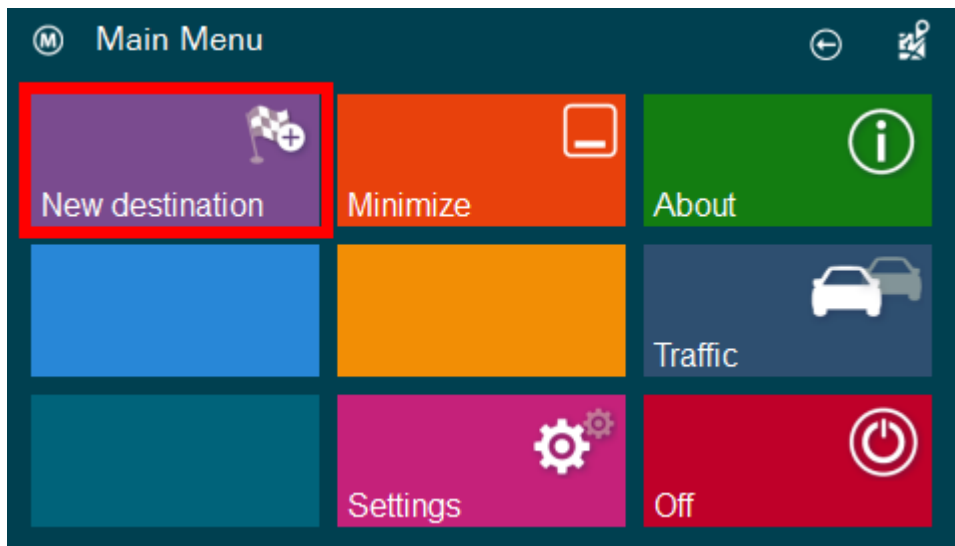 M Main Menu
New destination
Minimize
About
Traffic
Settings
Off